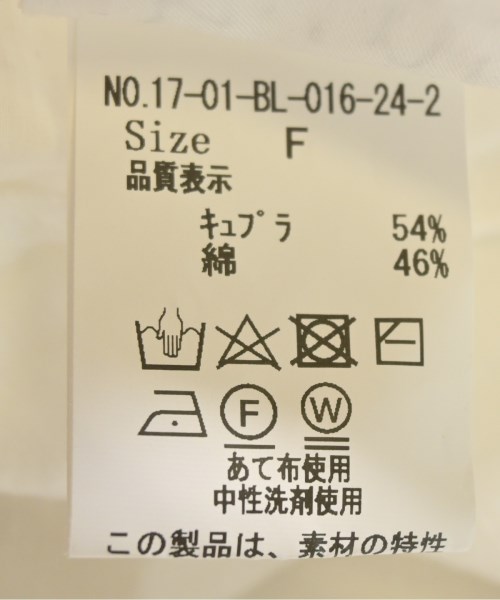 NO.17-01-BL-016-24-2
Size F
品質表示
ｷｭﾌﾟﾗ 54%
綿 46%
F W
あて布使用
中性洗剤使用
この製品は、素材の特性